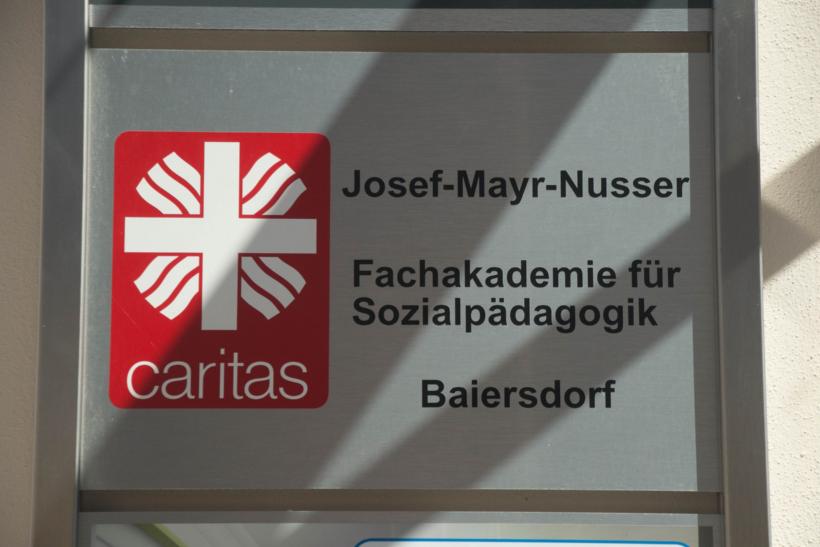 caritas
Josef-Mayr-Nusser
Fachakademie für
Sozialpädagogik
Baiersdorf